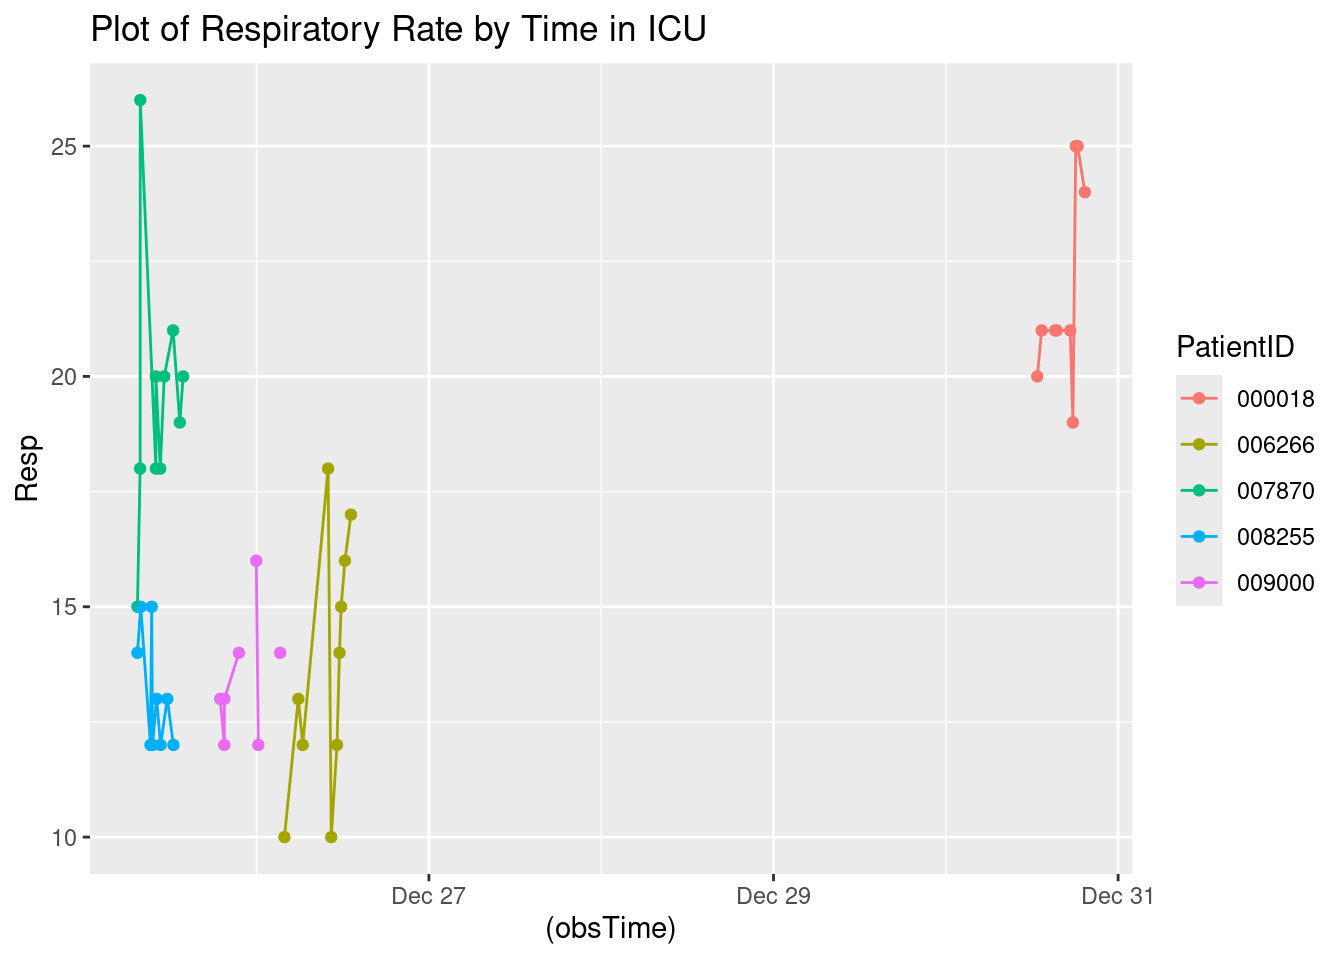 Plot of Respiratory Rate by Time in ICU
25
20
15
10
Resp
Dec 27
Dec 29
Dec 31
(obsTime)
PatientID
000018
006266
007870
008255
009000